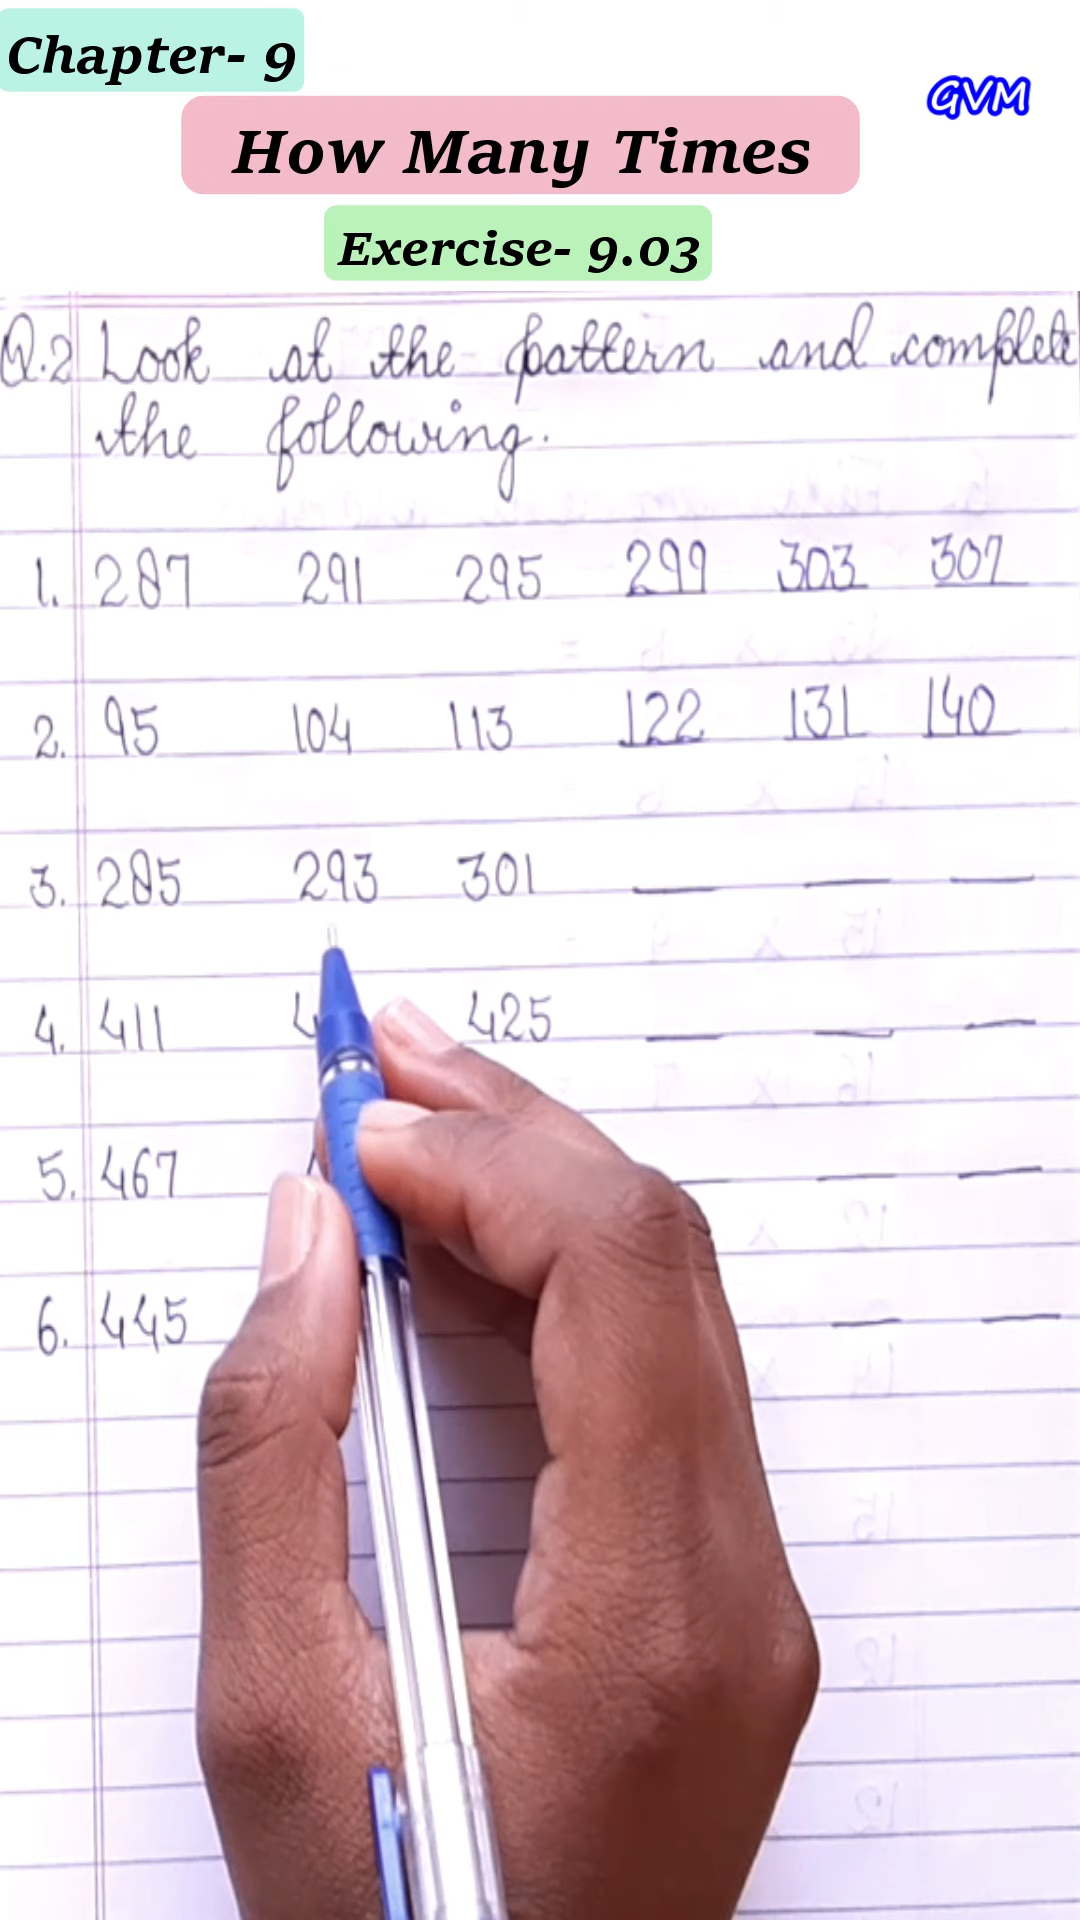 Chapter- 9
GVM
How Many Times
Exercise- 9.03
Q.2 Look at the pattern and complete
the following.
1. 287 291 295 299 303 307
2. 95 104 113 122 131 140
3. 285 293 301
4. 411 4 425
5. 467
6. 445